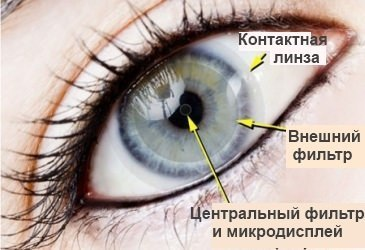 Контактная
линза
Внешний
фильтр
Центральный фильтр
и микродисплей